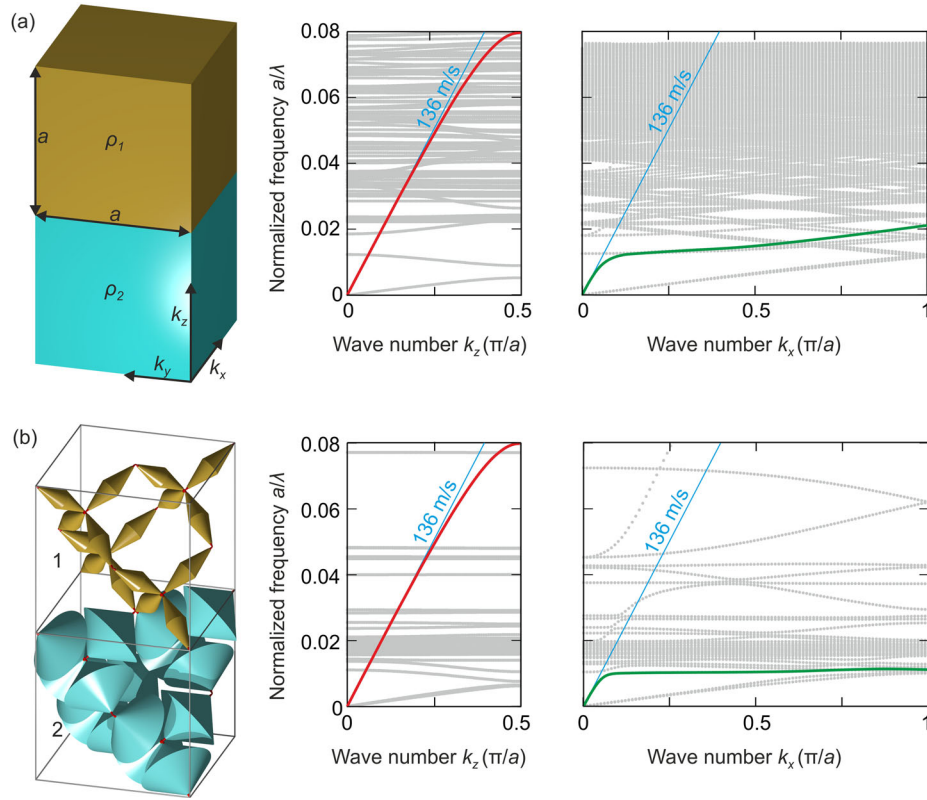 (a)
a
ρ1
a
ρ2
kz
ky
kx
Normalized frequency a/λ
0.08
0.06
0.04
0.02
0
136 m/s
0
0.5
Wave number kz (π/a)
136 m/s
0
0.5
1
Wave number kx (π/a)
(b)
1
2
Normalized frequency a/λ
0.08
0.06
0.04
0.02
0
136 m/s
0
0.5
Wave number kz (π/a)
136 m/s
0
0.5
1
Wave number kx (π/a)